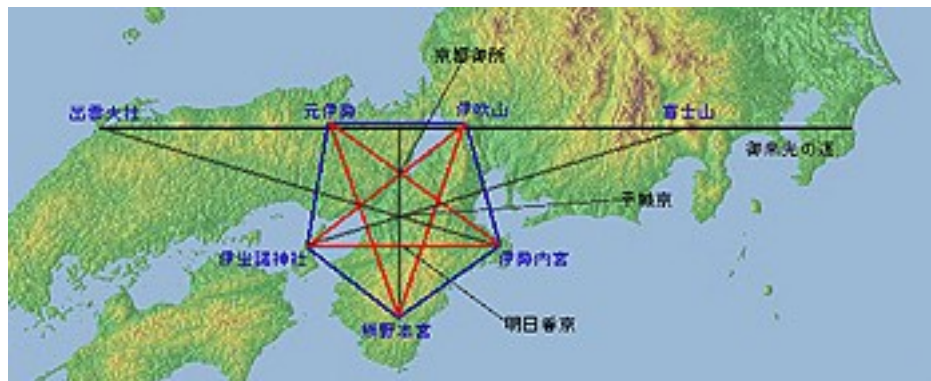 京都御所
出雲大社
元伊勢
伊吹山
富士山
御来光の道
平城京
伊弉諾神社
伊勢内宮
明日香京
熊野本宮